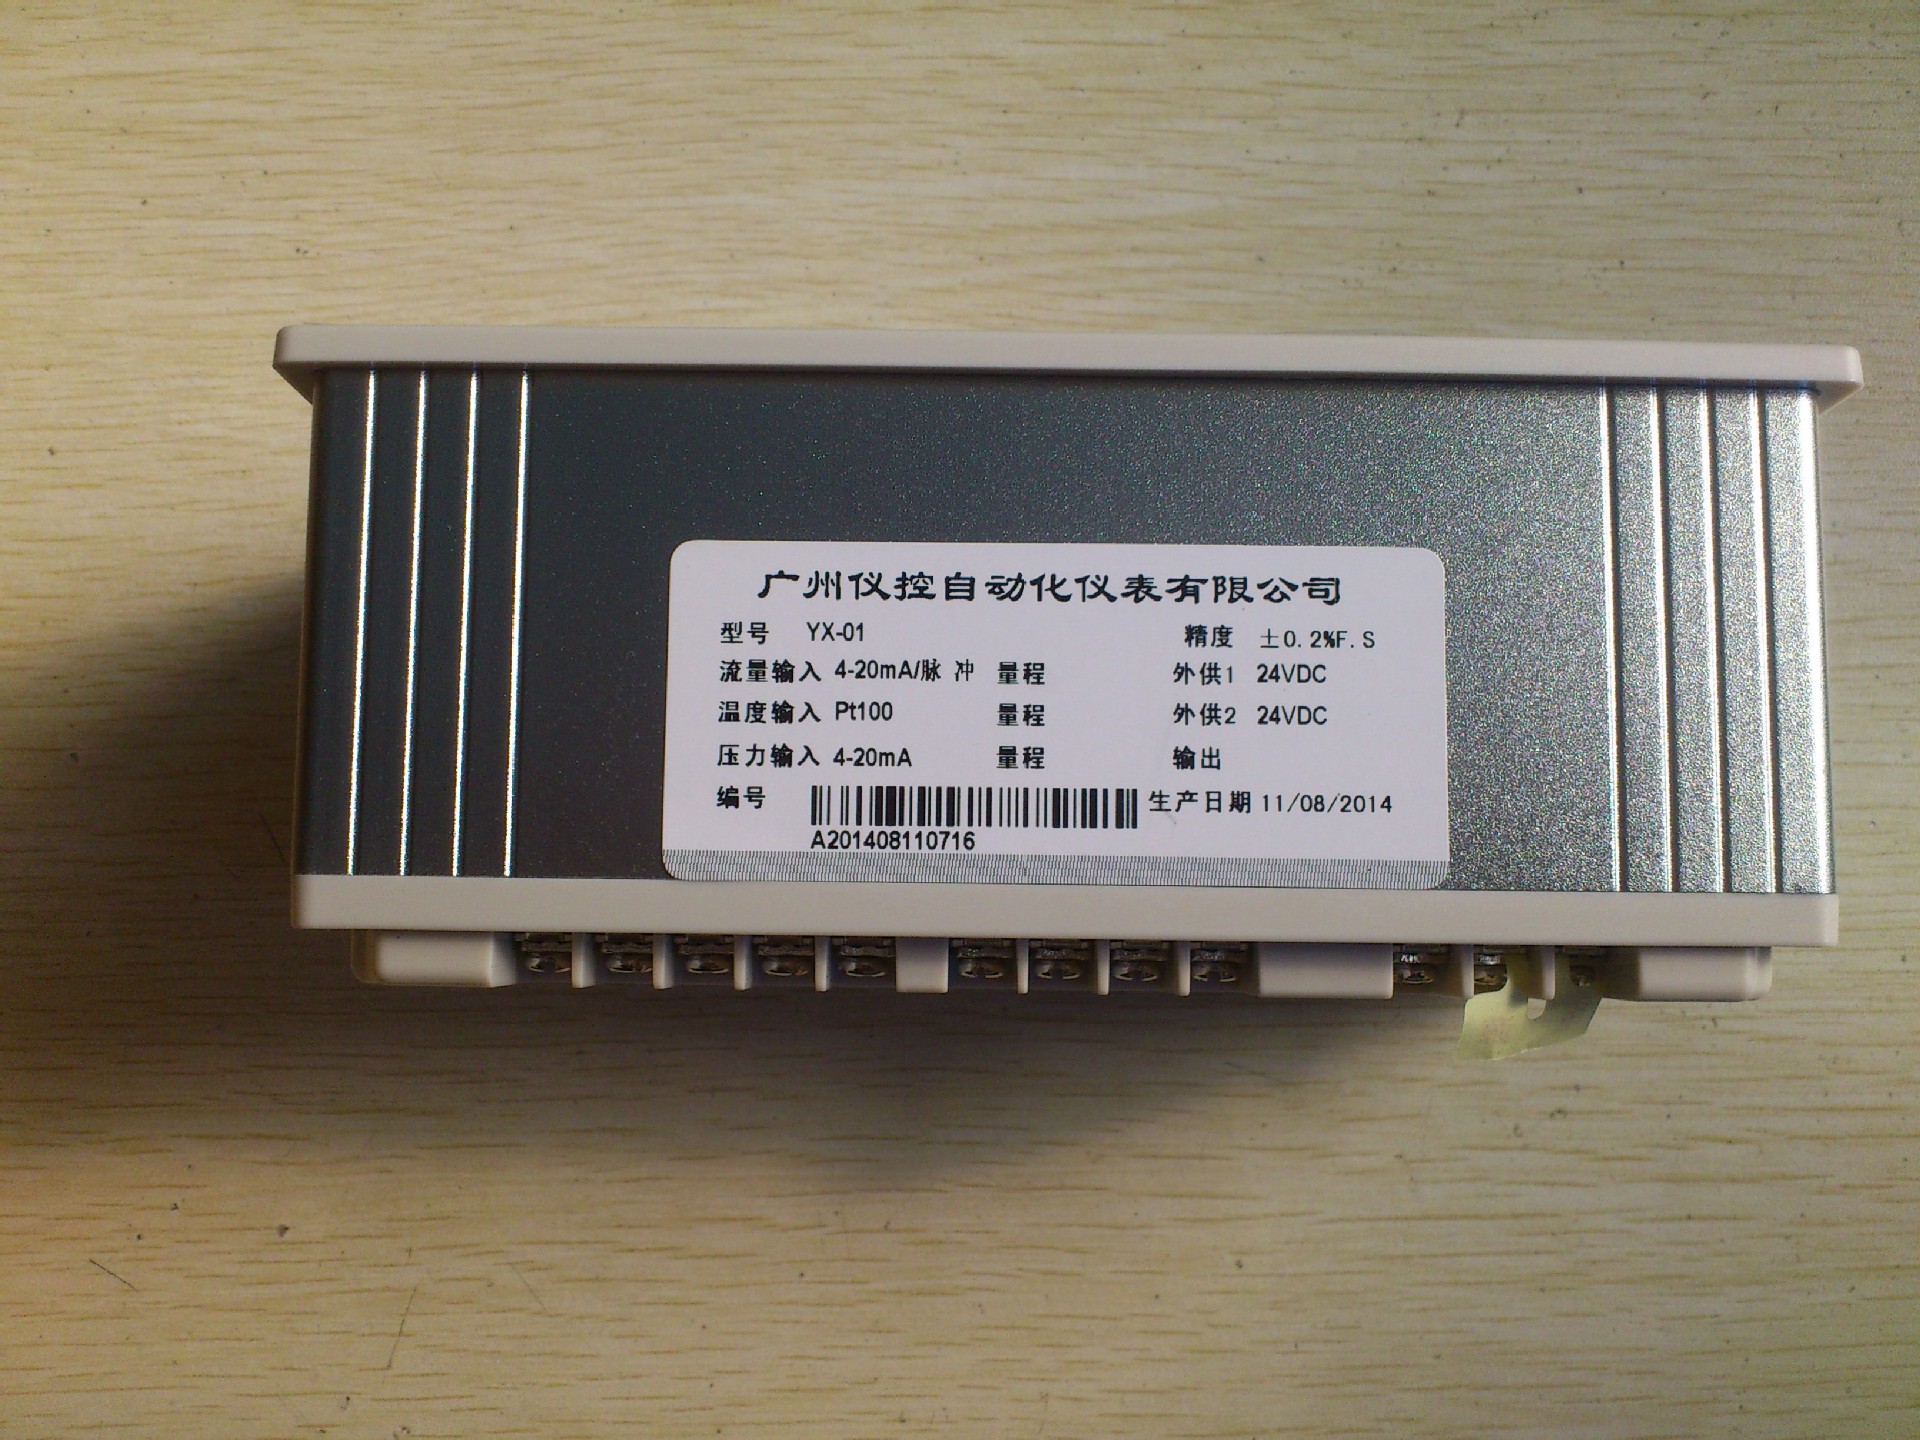 广州仪控自动化仪表有限公司
型号 YX-01 精度 ±0.2%F.S
流量输入 4-20mA/脉 冲 量程 外供1 24VDC
温度输入 Pt100 量程 外供2 24VDC
压力输入 4-20mA 量程 输出
编号 生产日期 11/08/2014
A201408110716